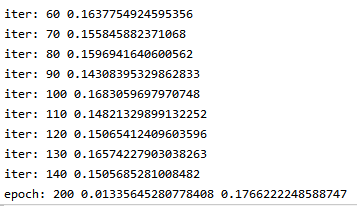 iter: 60 0.1637754924595356
iter: 70 0.155845882371068
iter: 80 0.1596941640600562
iter: 90 0.14308395329862833
iter: 100 0.1683059697970748
iter: 110 0.14821329899132252
iter: 120 0.15065412409603596
iter: 130 0.16574227903038263
iter: 140 0.1505685281008482
epoch: 200 0.01335645280778408 0.1766222248588747